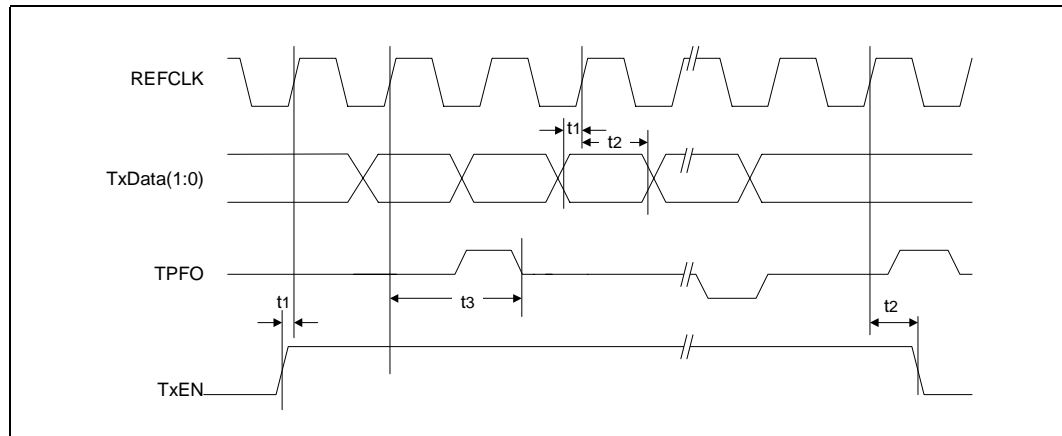 REFCLK
t1
t2
TxData(1:0)
TPFO
t1
t3
t2
TxEN